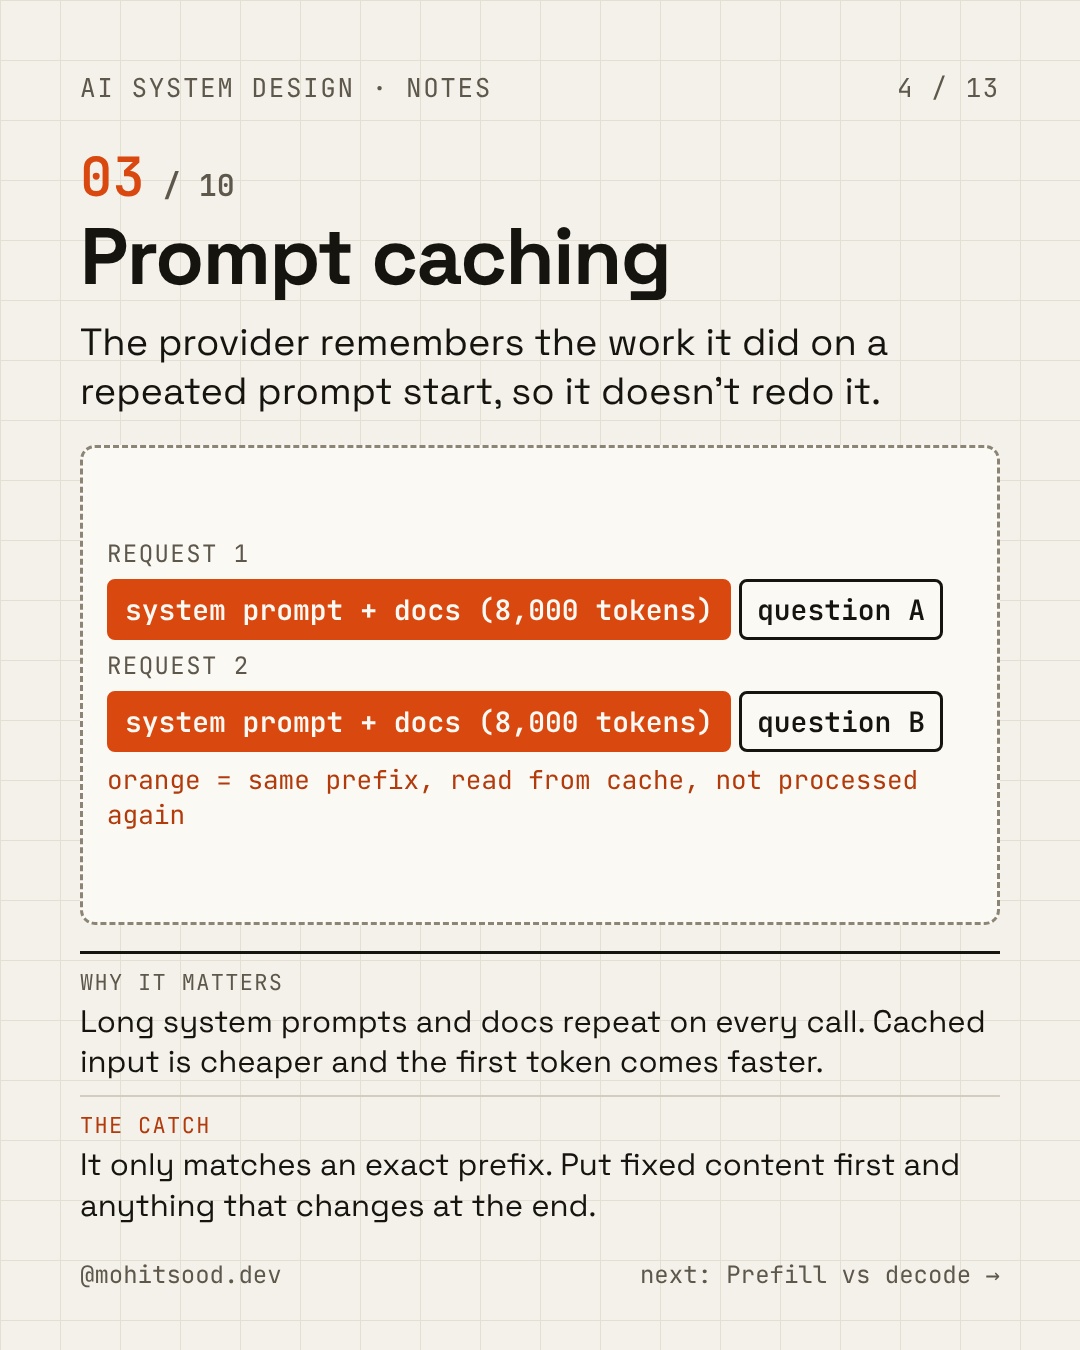 AI SYSTEM DESIGN · NOTES
4 / 13
03 / 10
Prompt caching
The provider remembers the work it did on a
repeated prompt start, so it doesn’t redo it.
REQUEST 1
system prompt + docs (8,000 tokens) question A
REQUEST 2
system prompt + docs (8,000 tokens) question B
orange = same prefix, read from cache, not processed
again
WHY IT MATTERS
Long system prompts and docs repeat on every call. Cached
input is cheaper and the first token comes faster.
THE CATCH
It only matches an exact prefix. Put fixed content first and
anything that changes at the end.
@mohitsood.dev
next: Prefill vs decode →